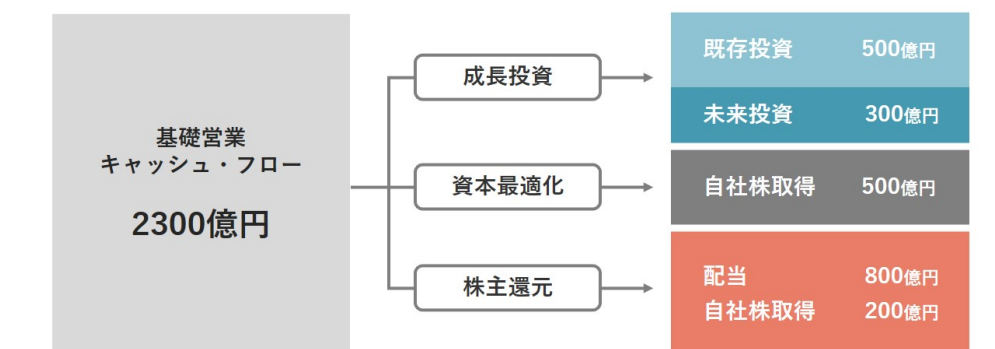 基礎営業
キャッシュ・フロー
2300億円
成長投資
既存投資 500億円
未来投資 300億円
資本最適化
自社株取得 500億円
株主還元
配当 800億円
自社株取得 200億円